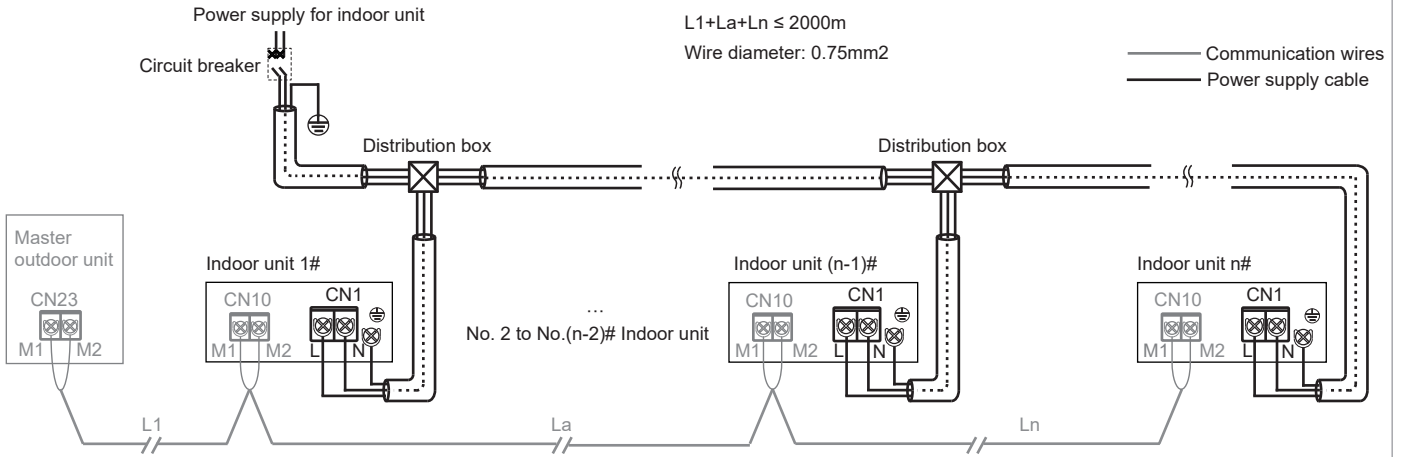 Power supply for indoor unit
L1+La+Ln ≤ 2000m
Wire diameter: 0.75mm2
Circuit breaker
Communication wires
Power supply cable
Distribution box
Distribution box
Master
outdoor unit
CN23
M1 M2
Indoor unit 1#
CN10 CN1
M1 M2 L N
...
No. 2 to No.(n-2)# Indoor unit
Indoor unit (n-1)#
CN10 CN1
M1 M2 L N
Indoor unit n#
CN10 CN1
M1 M2 L N
L1
La
Ln